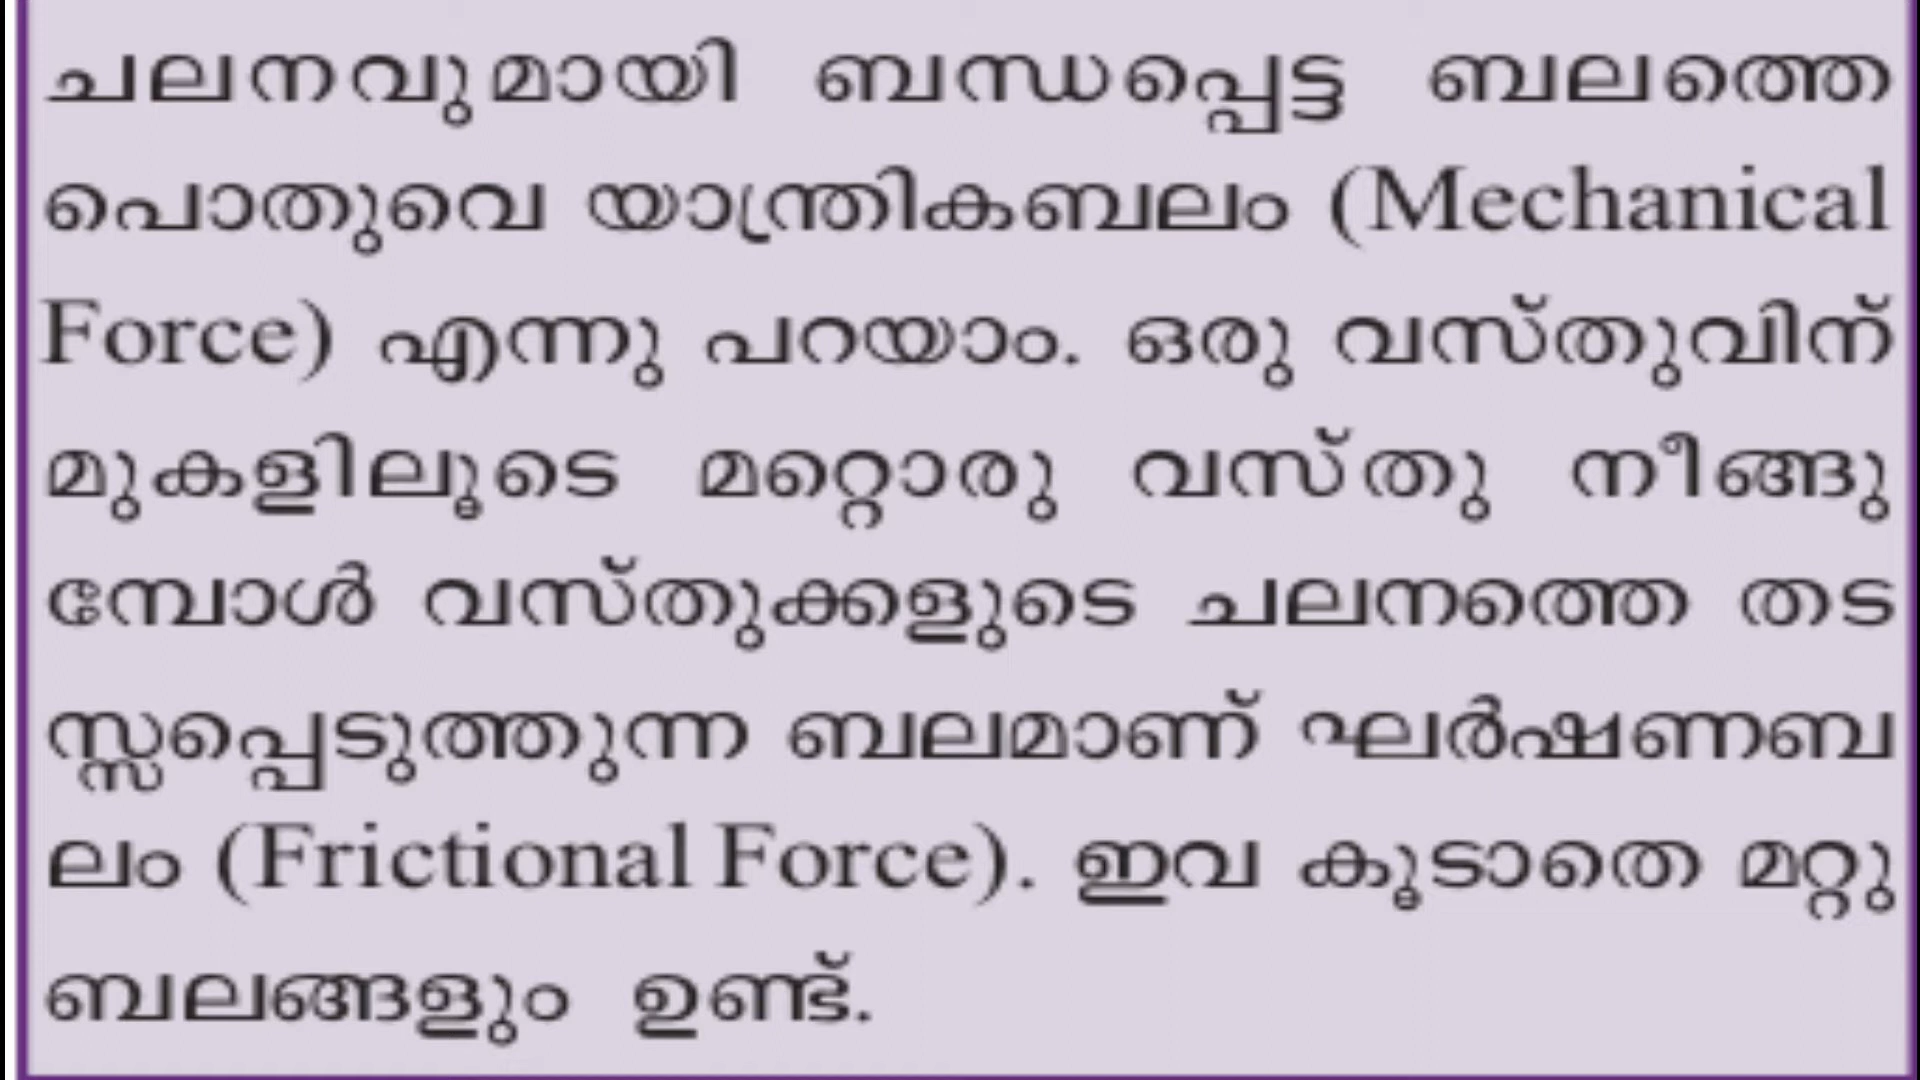 ചലനവുമായി ബന്ധപ്പെട്ട ബലത്തെ
പൊതുവെ യാന്ത്രികബലം (Mechanical
Force) എന്നു പറയാം. ഒരു വസ്തുവിന്
മുകളിലൂടെ മറ്റൊരു വസ്തു നീങ്ങു
മ്പോൾ വസ്തുക്കളുടെ ചലനത്തെ തട
സ്സപ്പെടുത്തുന്ന ബലമാണ് ഘർഷണബ
ലം (Frictional Force). ഇവ കൂടാതെ മറ്റു
ബലങ്ങളും ഉണ്ട്.